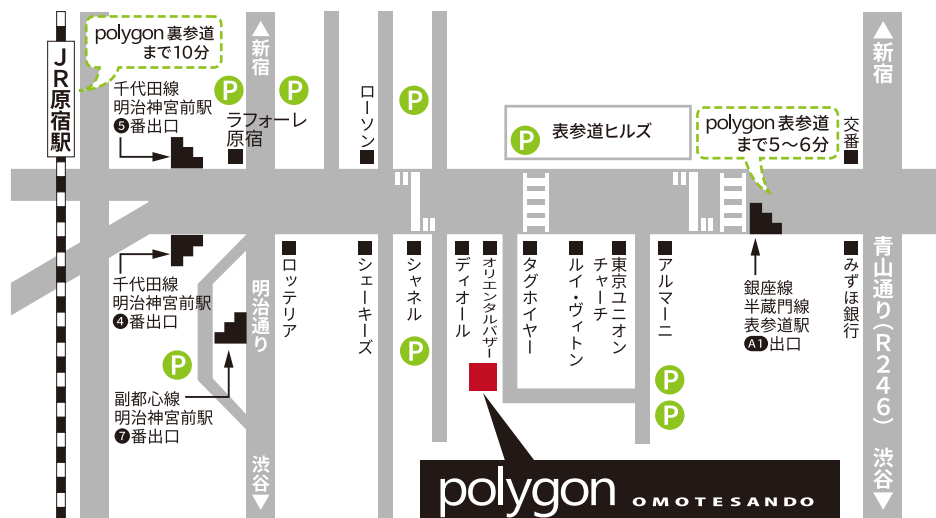 polygon 裏参道
まで10分
JR原宿駅
千代田線
明治神宮前駅
❺番出口
▲新宿
P
P
ラフォーレ
原宿
ローソン
P
P 表参道ヒルズ
polygon 表参道
まで5〜6分
交番
▲新宿
千代田線
明治神宮前駅
❹番出口
P
副都心線
明治神宮前駅
❼番出口
明治通り
渋谷▼
ロッテリア
シェーキーズ
シャネル
P
ディオール
オリエンタルバザー
タグホイヤー
ルイ・ヴィトン
東京ユニオン
チャーチ
アルマーニ
P
P
銀座線
半蔵門線
表参道駅
A1出口
みずほ銀行
青山通り(R246)
渋谷▼
polygon OMOTESANDO